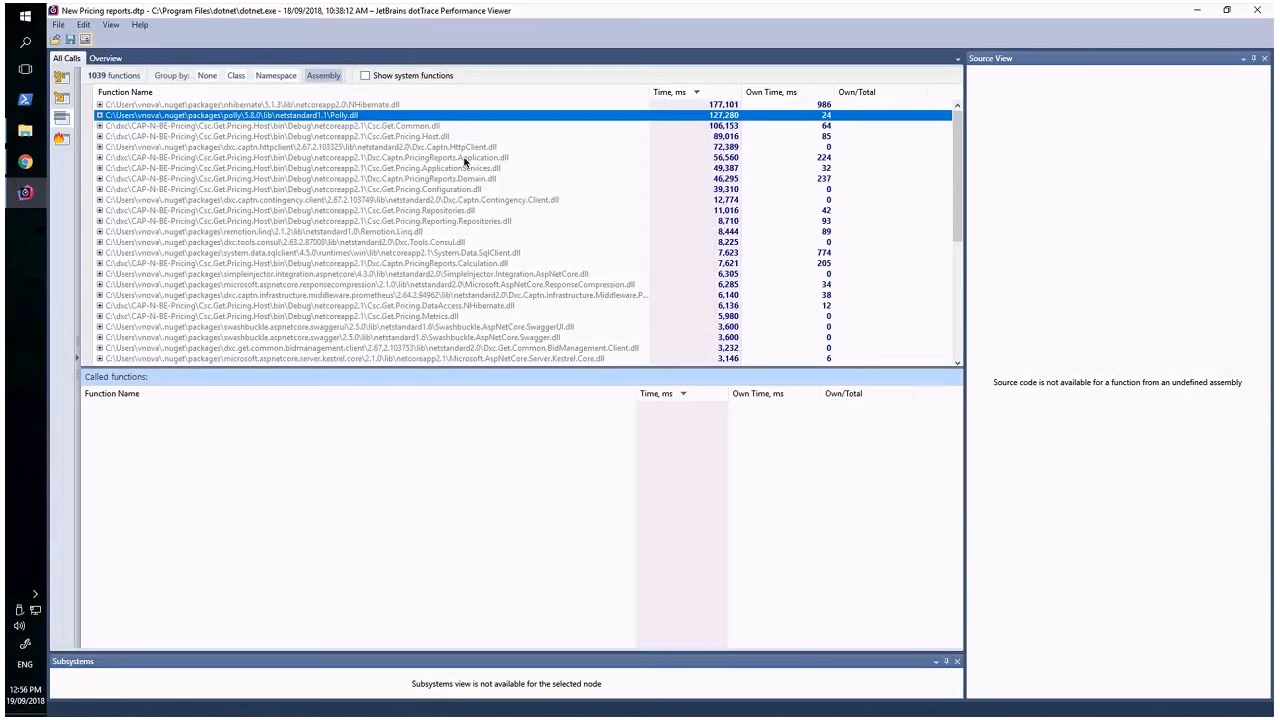 New Pricing reports.dtp - C:\Program Files\dotnet\dotnet.exe - 18/09/2018, 10:38:12 AM – JetBrains dotTrace Performance Viewer
File Edit View Help
All Calls Overview Source View
1039 functions Group by: None Class Namespace Assembly Show system functions
Function Name Time, ms Own Time, ms Own/Total
C:\Users\vnova\.nuget\packages\nhibernate\5.1.3\lib\netcoreapp2.0\NHibernate.dll 177,101 986
C:\Users\vnova\.nuget\packages\polly\5.8.0\lib\netstandard1.1\Polly.dll 127,280 24
C:\dxc\CAP-N-BE-Pricing\Csc.Get.Pricing.Host\bin\Debug\netcoreapp2.1\Csc.Get.Common.dll 106,153 64
C:\dxc\CAP-N-BE-Pricing\Csc.Get.Pricing.Host\bin\Debug\netcoreapp2.1\Csc.Get.Pricing.Host.dll 89,016 85
C:\Users\vnova\.nuget\packages\dxc.captn.httpclient\2.67.2.103325\lib\netstandard2.0\Dxc.Captn.HttpClient.dll 72,389 0
C:\dxc\CAP-N-BE-Pricing\Csc.Get.Pricing.Host\bin\Debug\netcoreapp2.1\Dxc.Captn.PricingReports.Application.dll 56,560 224
C:\dxc\CAP-N-BE-Pricing\Csc.Get.Pricing.Host\bin\Debug\netcoreapp2.1\Csc.Get.Pricing.ApplicationServices.dll 49,387 32
C:\dxc\CAP-N-BE-Pricing\Csc.Get.Pricing.Host\bin\Debug\netcoreapp2.1\Dxc.Captn.PricingReports.Domain.dll 46,295 237
C:\dxc\CAP-N-BE-Pricing\Csc.Get.Pricing.Host\bin\Debug\netcoreapp2.1\Csc.Get.Pricing.Configuration.dll 39,310 0
C:\Users\vnova\.nuget\packages\dxc.captn.contingency.client\2.67.2.103749\lib\netstandard2.0\Dxc.Captn.Contingency.Client.dll 12,774 0
C:\dxc\CAP-N-BE-Pricing\Csc.Get.Pricing.Host\bin\Debug\netcoreapp2.1\Csc.Get.Pricing.Repositories.dll 11,016 42
C:\dxc\CAP-N-BE-Pricing\Csc.Get.Pricing.Host\bin\Debug\netcoreapp2.1\Csc.Get.Pricing.Reporting.Repositories.dll 8,710 93
C:\Users\vnova\.nuget\packages\remotion.linq\2.1.2\lib\netstandard1.0\Remotion.Linq.dll 8,444 89
C:\Users\vnova\.nuget\packages\dxc.tools.consul\2.63.2.87008\lib\netstandard2.0\Dxc.Tools.Consul.dll 8,225 0
C:\Users\vnova\.nuget\packages\system.data.sqlclient\4.5.0\runtimes\win\lib\netcoreapp2.1\System.Data.SqlClient.dll 7,623 774
C:\dxc\CAP-N-BE-Pricing\Csc.Get.Pricing.Host\bin\Debug\netcoreapp2.1\Dxc.Captn.PricingReports.Calculation.dll 7,621 205
C:\Users\vnova\.nuget\packages\simpleinjector.integration.aspnetcore\4.3.0\lib\netstandard2.0\SimpleInjector.Integration.AspNetCore.dll 6,305 0
C:\Users\vnova\.nuget\packages\microsoft.aspnetcore.responsecompression\2.1.0\lib\netstandard2.0\Microsoft.AspNetCore.ResponseCompression.dll 6,285 34
C:\Users\vnova\.nuget\packages\dxc.captn.infrastructure.middleware.prometheus\2.64.2.94962\lib\netstandard2.0\Dxc.Captn.Infrastructure.Middleware.P... 6,140 38
C:\dxc\CAP-N-BE-Pricing\Csc.Get.Pricing.Host\bin\Debug\netcoreapp2.1\Csc.Get.Pricing.DataAccess.NHibernate.dll 6,136 12
C:\dxc\CAP-N-BE-Pricing\Csc.Get.Pricing.Host\bin\Debug\netcoreapp2.1\Csc.Get.Pricing.Metrics.dll 5,980 0
C:\Users\vnova\.nuget\packages\swashbuckle.aspnetcore.swaggerui\2.5.0\lib\netstandard1.6\Swashbuckle.AspNetCore.SwaggerUI.dll 3,600 0
C:\Users\vnova\.nuget\packages\swashbuckle.aspnetcore.swagger\2.5.0\lib\netstandard1.6\Swashbuckle.AspNetCore.Swagger.dll 3,600 0
C:\Users\vnova\.nuget\packages\dxc.get.common.bidmanagement.client\2.67.2.103753\lib\netstandard2.0\Dxc.Get.Common.BidManagement.Client.dll 3,232 0
C:\Users\vnova\.nuget\packages\microsoft.aspnetcore.server.kestrel.core\2.1.0\lib\netcoreapp2.1\Microsoft.AspNetCore.Server.Kestrel.Core.dll 3,146 6
Called functions:
Function Name Time, ms Own Time, ms Own/Total
Source code is not available for a function from an undefined assembly
Subsystems
Subsystems view is not available for the selected node
ENG
12:56 PM
19/09/2018